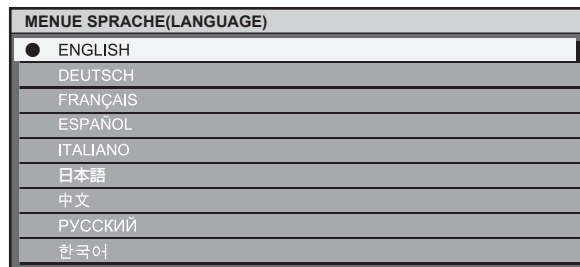 MENUE SPRACHE(LANGUAGE)
ENGLISH
DEUTSCH
FRANÇAIS
ESPAÑOL
ITALIANO
日本語
中文
РУССКИЙ
한국어